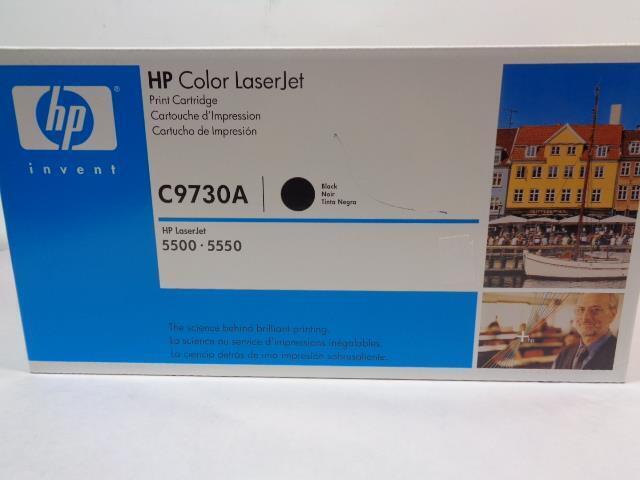 hp
®
invent
HP Color LaserJet
Print Cartridge
Cartouche d'Impression
Cartucho de Impresión
C9730A
Black
Noir
Tinta Negra
HP LaserJet
5500 · 5550
The science behind brilliant printing.
La science au service d'impressions inégalables.
La ciencia detrás de una impresión sobresaliente.